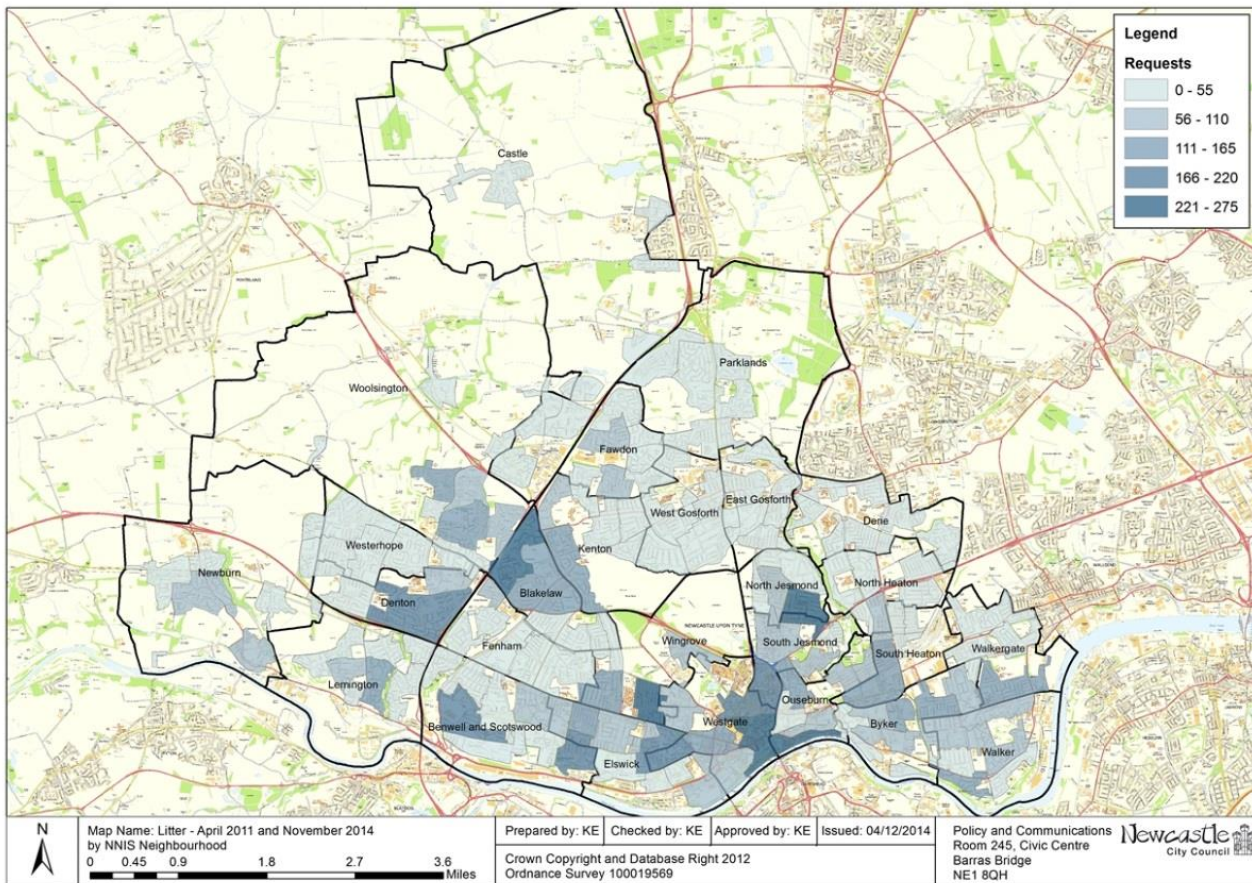 Legend
Requests
0 - 55
56 - 110
111 - 165
166 - 220
221 - 275
Castle
Parklands
Woolsington
Fawdon
East Gosforth
West Gosforth
Dene
Westerhope
Kenton
Newburn
North Jesmond
North Heaton
Denton
Blakelaw
NEWCASTLE UPON TYNE
Fenham
Wingrove
South Jesmond
South Heaton
Walkergate
Lemington
Ouseburn
Westgate
Benwell and Scotswood
Byker
Walker
Elswick
N
Map Name: Litter - April 2011 and November 2014
by NNIS Neighbourhood
0 0.45 0.9 1.8 2.7 3.6
Miles
Prepared by: KE
Checked by: KE
Approved by: KE
Issued: 04/12/2014
Crown Copyright and Database Right 2012
Ordnance Survey 100019569
Policy and Communications
Room 245, Civic Centre
Barras Bridge
NE1 8QH
Newcastle
City Council